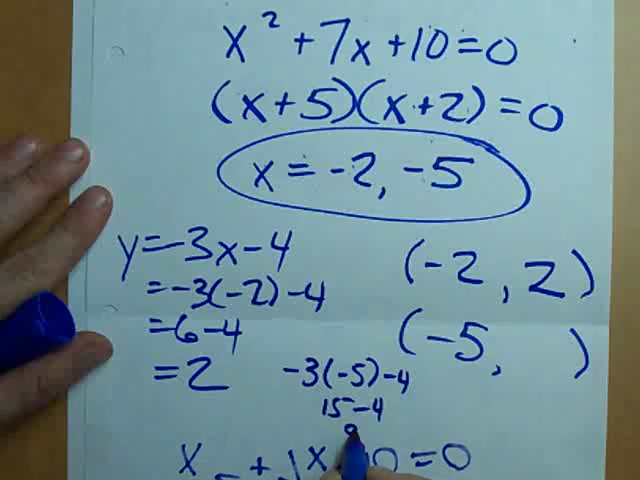 x² + 7x + 10 = 0
(x + 5)(x + 2) = 0
x = -2, -5
y = -3x - 4
= -3(-2) - 4
= 6 - 4
= 2
(-2, 2)
(-5, )
-3(-5) - 4
15 - 4
= 0